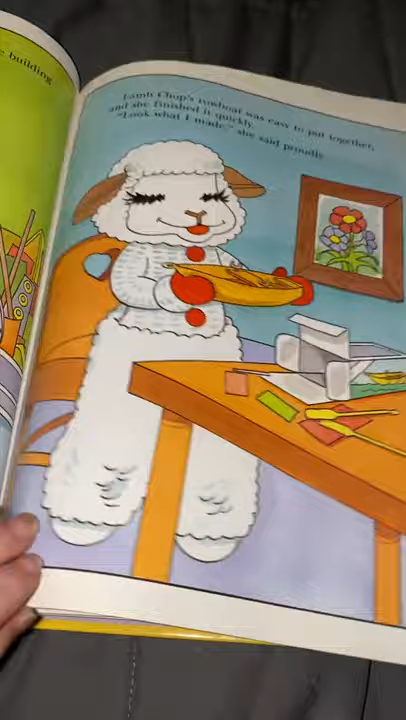 building
Lamb Chop's rowboat was easy to put together,
and she finished it quickly.
"Look what I made," she said proudly.